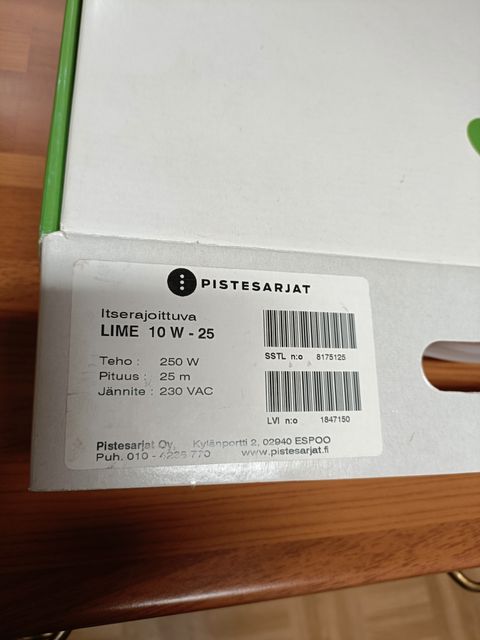 PISTESARJAT
Itserajoittuva
LIME 10 W - 25
Teho : 250 W
Pituus : 25 m
Jännite : 230 VAC
SSTL n:o 8175125
LVI n:o 1847150
Pistesarjat Oy, Kylänportti 2, 02940 ESPOO
Puh. 010 - 4235 770 www.pistesarjat.fi